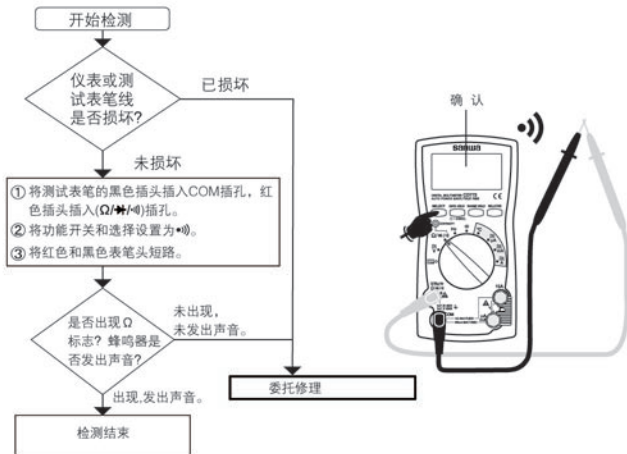 开始检测
仪表或测
试表笔线
是否损坏?
已损坏
未损坏
① 将测试表笔的黑色插头插入COM插孔，红
色插头插入(Ω/➔+/•)))插孔。
② 将功能开关和选择设置为•))。
③ 将红色和黑色表笔头短路。
是否出现Ω
标志? 蜂鸣器是
否发出声音?
未出现，
未发出声音。
出现,发出声音。
检测结束
委托修理
确 认
sanwa
SELECT